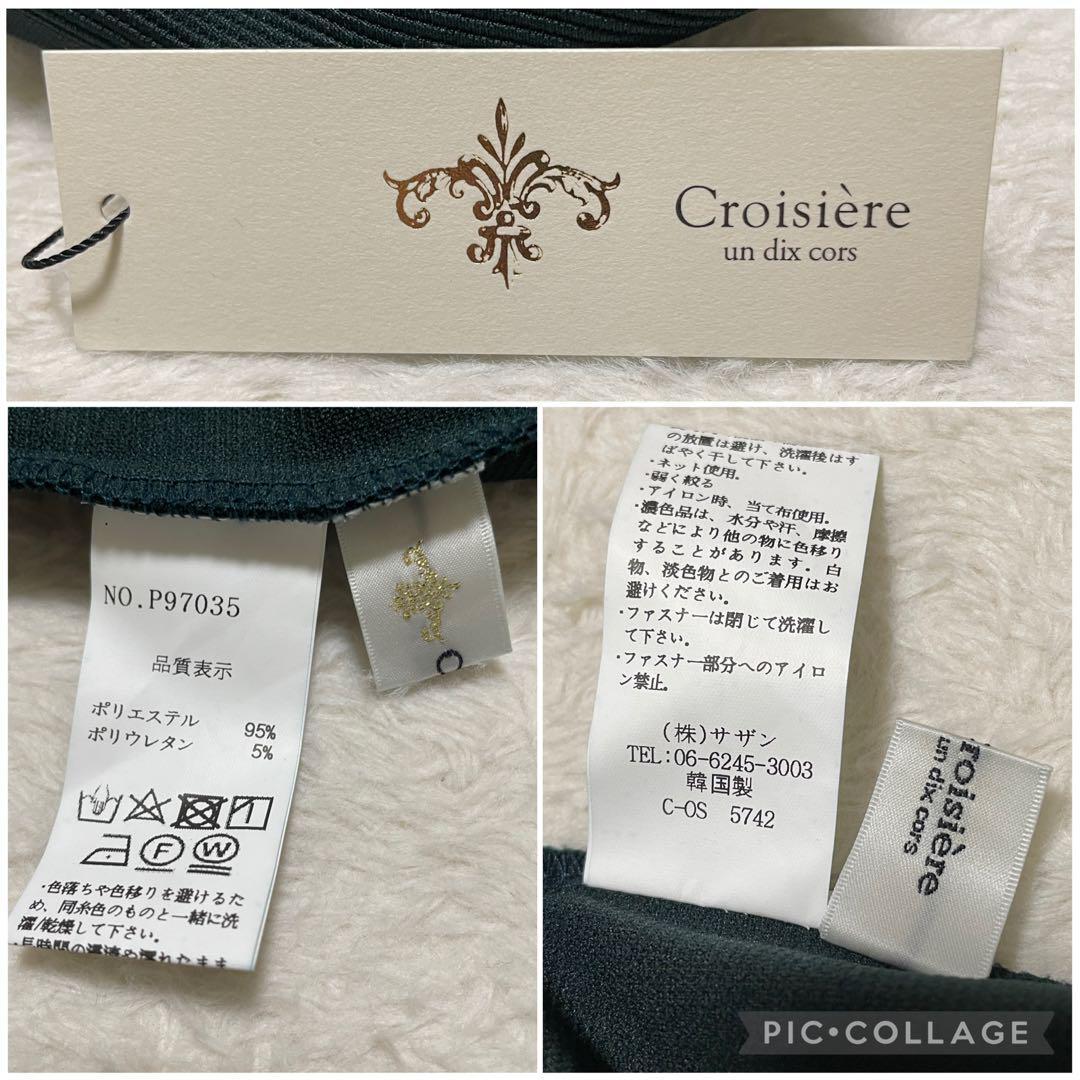 Croisière
un dix cors
NO.P97035
品質表示
ポリエステル 95%
ポリウレタン 5%
F
W
・色落ちや色移りを避けるため、
同系色のものと一緒に洗
濯/乾燥して下さい。
の放置は避け、洗濯後はす
ばやく干して下さい。
・ネット使用。
・弱く絞る
・アイロン時、当て布使用。
・濃色品は、水分や汗、摩擦
などにより他の物に色移り
することがあります。白
物、淡色物とのご着用はお
避けください。
・ファスナーは閉じて洗濯し
て下さい。
・ファスナー部分へのアイロ
ン禁止。
(株)サザン
TEL:06-6245-3003
韓国製
C-OS 5742
roisière
un dix cors
PIC•COLLAGE